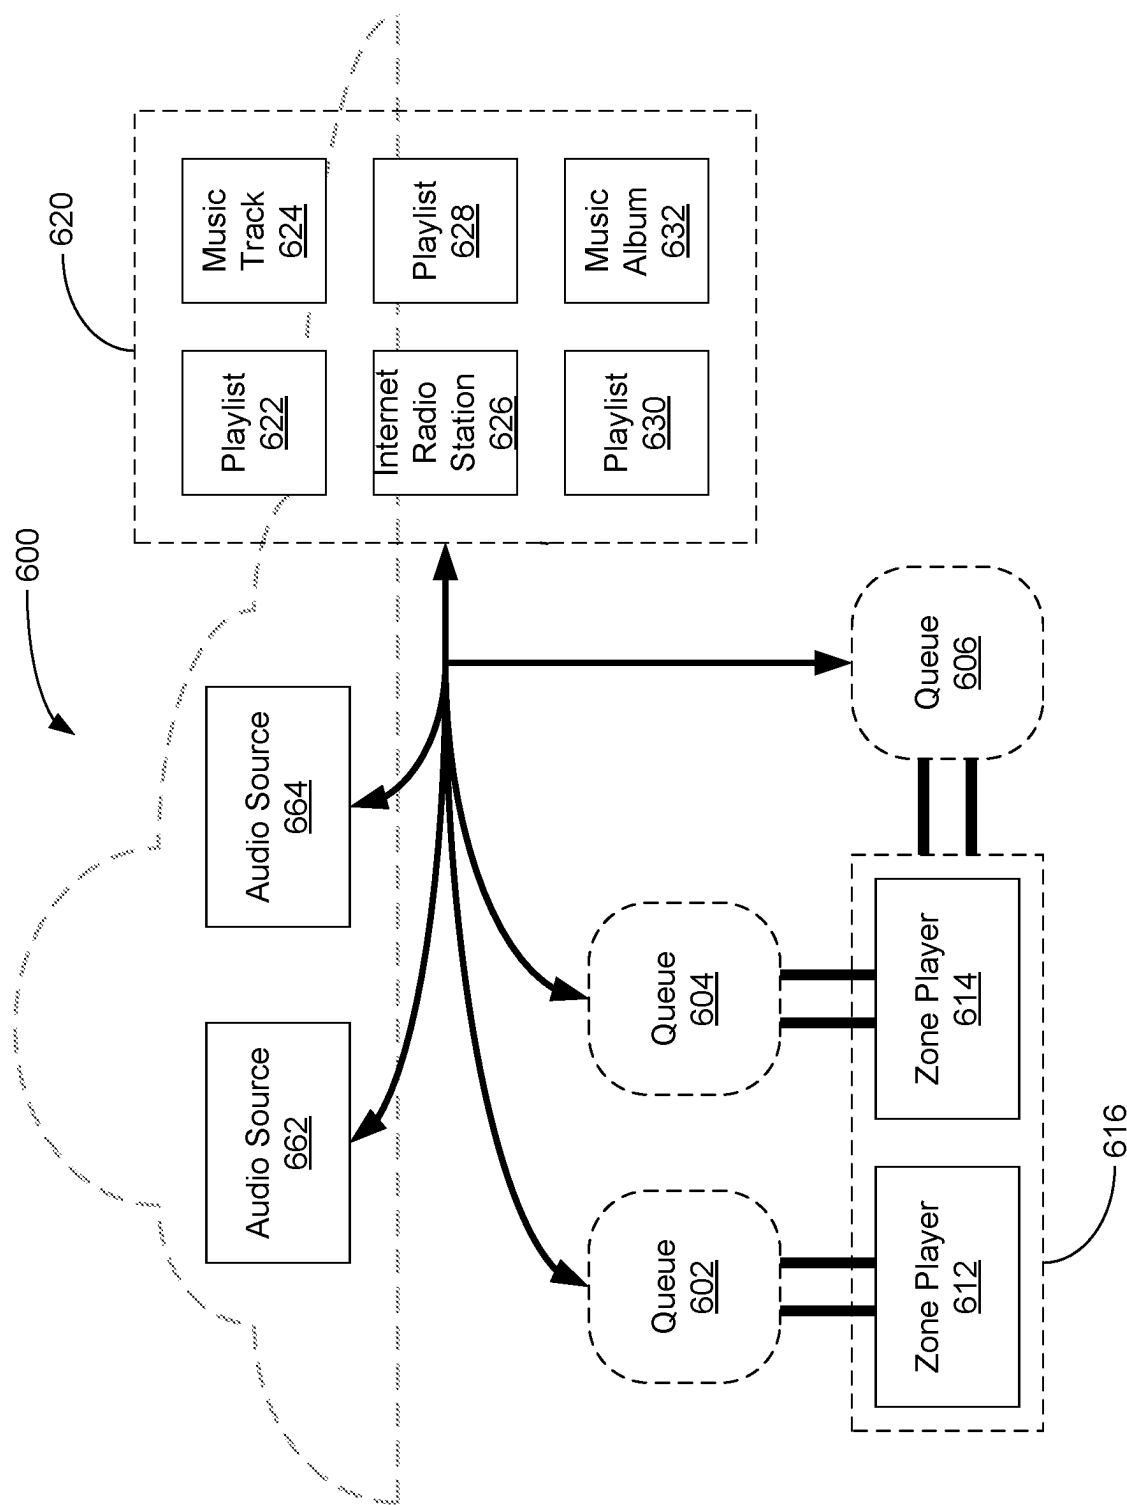 600
620
Audio Source
662
Audio Source
664
Playlist
622
Music
Track
624
Internet
Radio
Station
626
Playlist
628
Playlist
630
Music
Album
632
Queue
602
Queue
604
Queue
606
Zone Player
612
Zone Player
614
616